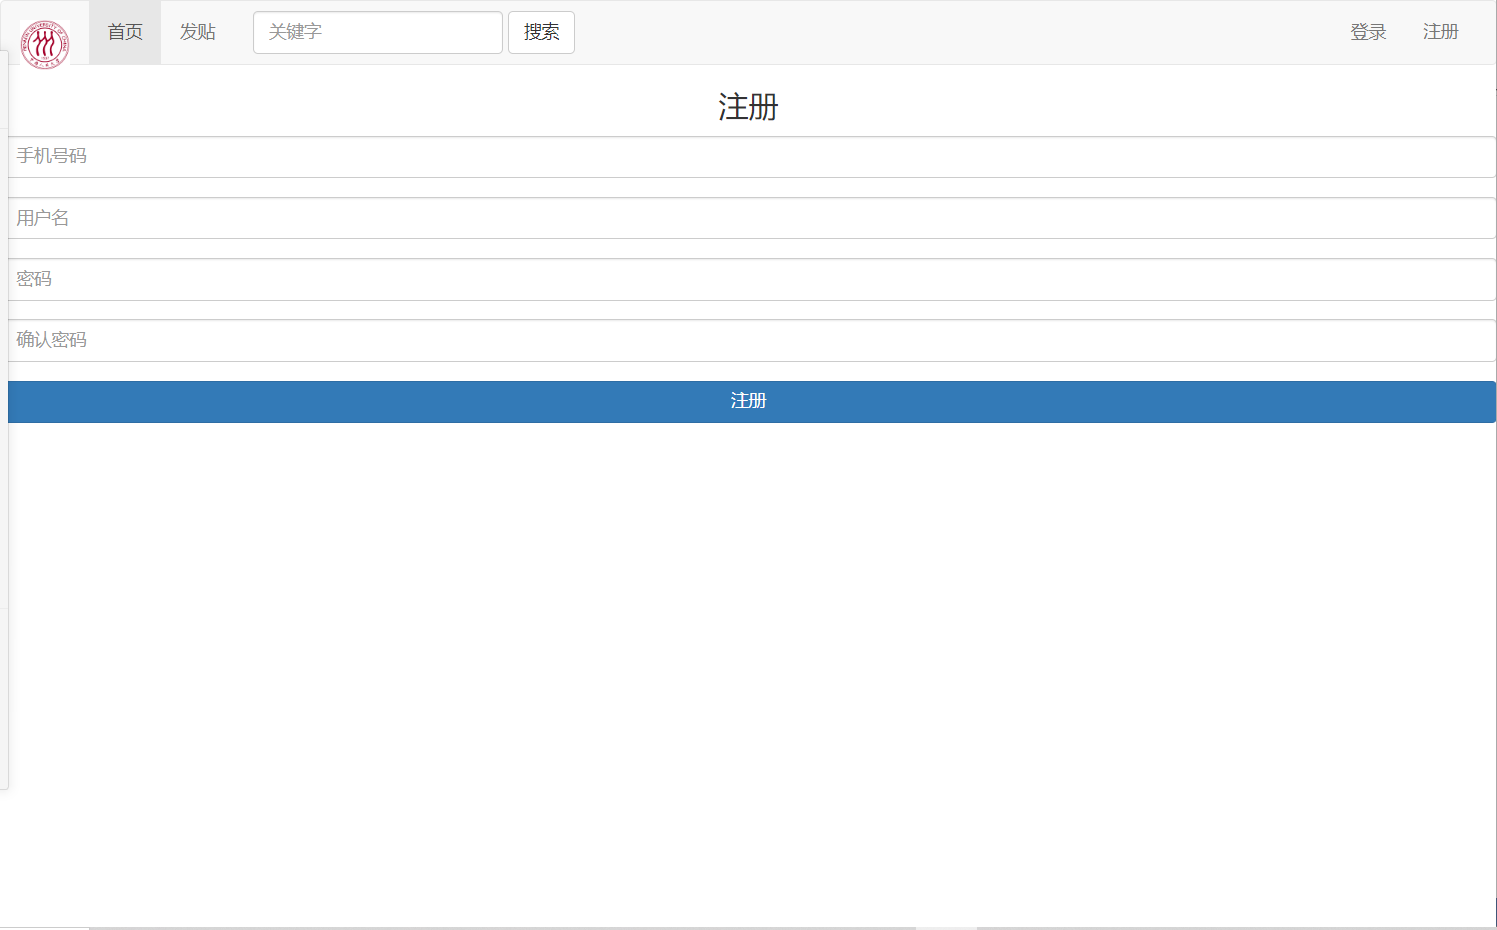 首页 发贴 关键字 搜索 登录 注册
注册
手机号码
用户名
密码
确认密码
注册